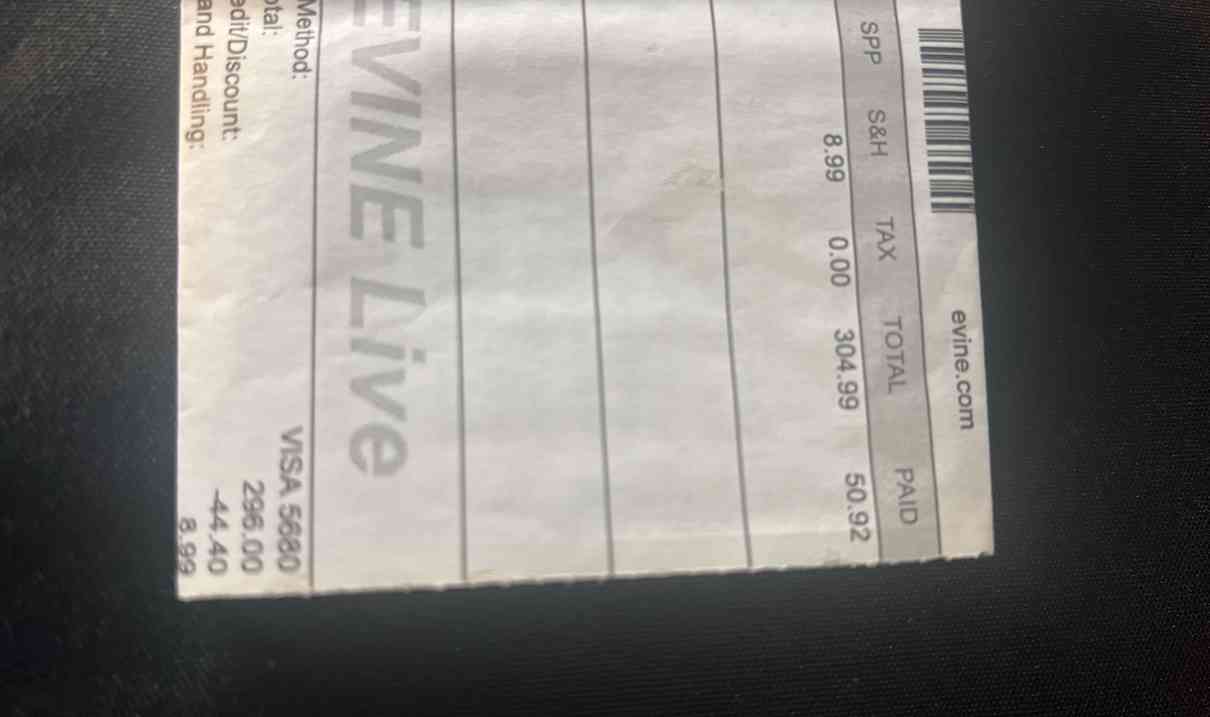 evine.com
SPP S&H TAX TOTAL PAID
8.99 0.00 304.99 50.92
EVINE Live
Method: VISA 5680
otal: 296.00
edit/Discount: -44.40
and Handling: 8.99